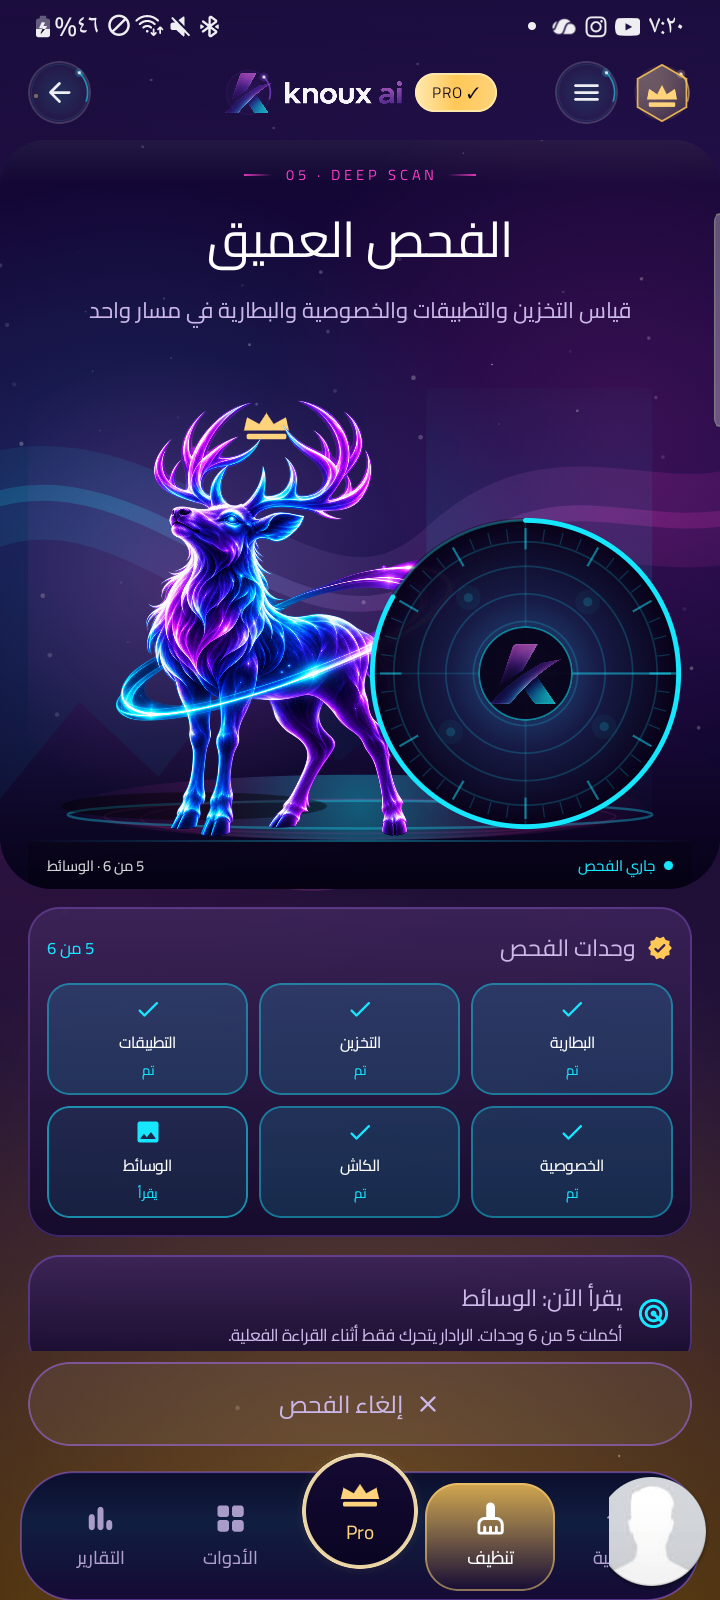 ٧:٢٠
%٤٦
knoux ai
PRO ✓
05 · DEEP SCAN
الفحص العميق
قياس التخزين والتطبيقات والخصوصية والبطارية في مسار واحد
جاري الفحص
5 من 6 · الوسائط
وحدات الفحص
5 من 6
البطارية
تم
التخزين
تم
التطبيقات
تم
الخصوصية
تم
الكاش
تم
الوسائط
يقرأ
يقرأ الآن: الوسائط
أكملت 5 من 6 وحدات. الرادار يتحرك فقط أثناء القراءة الفعلية.
إلغاء الفحص
تنظيف
Pro
الأدوات
التقارير